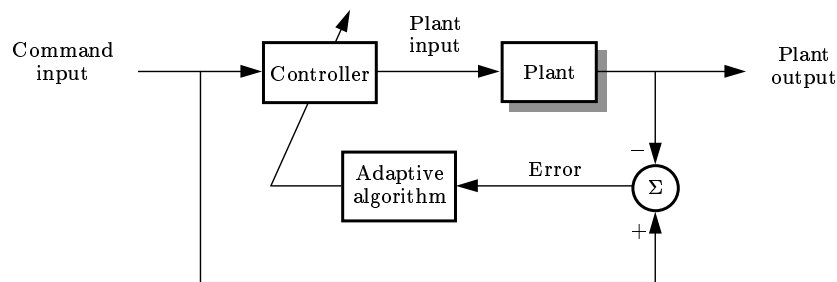 Command
input
Controller
Plant
input
Plant
Plant
output
Adaptive
algorithm
Error
−
Σ
+